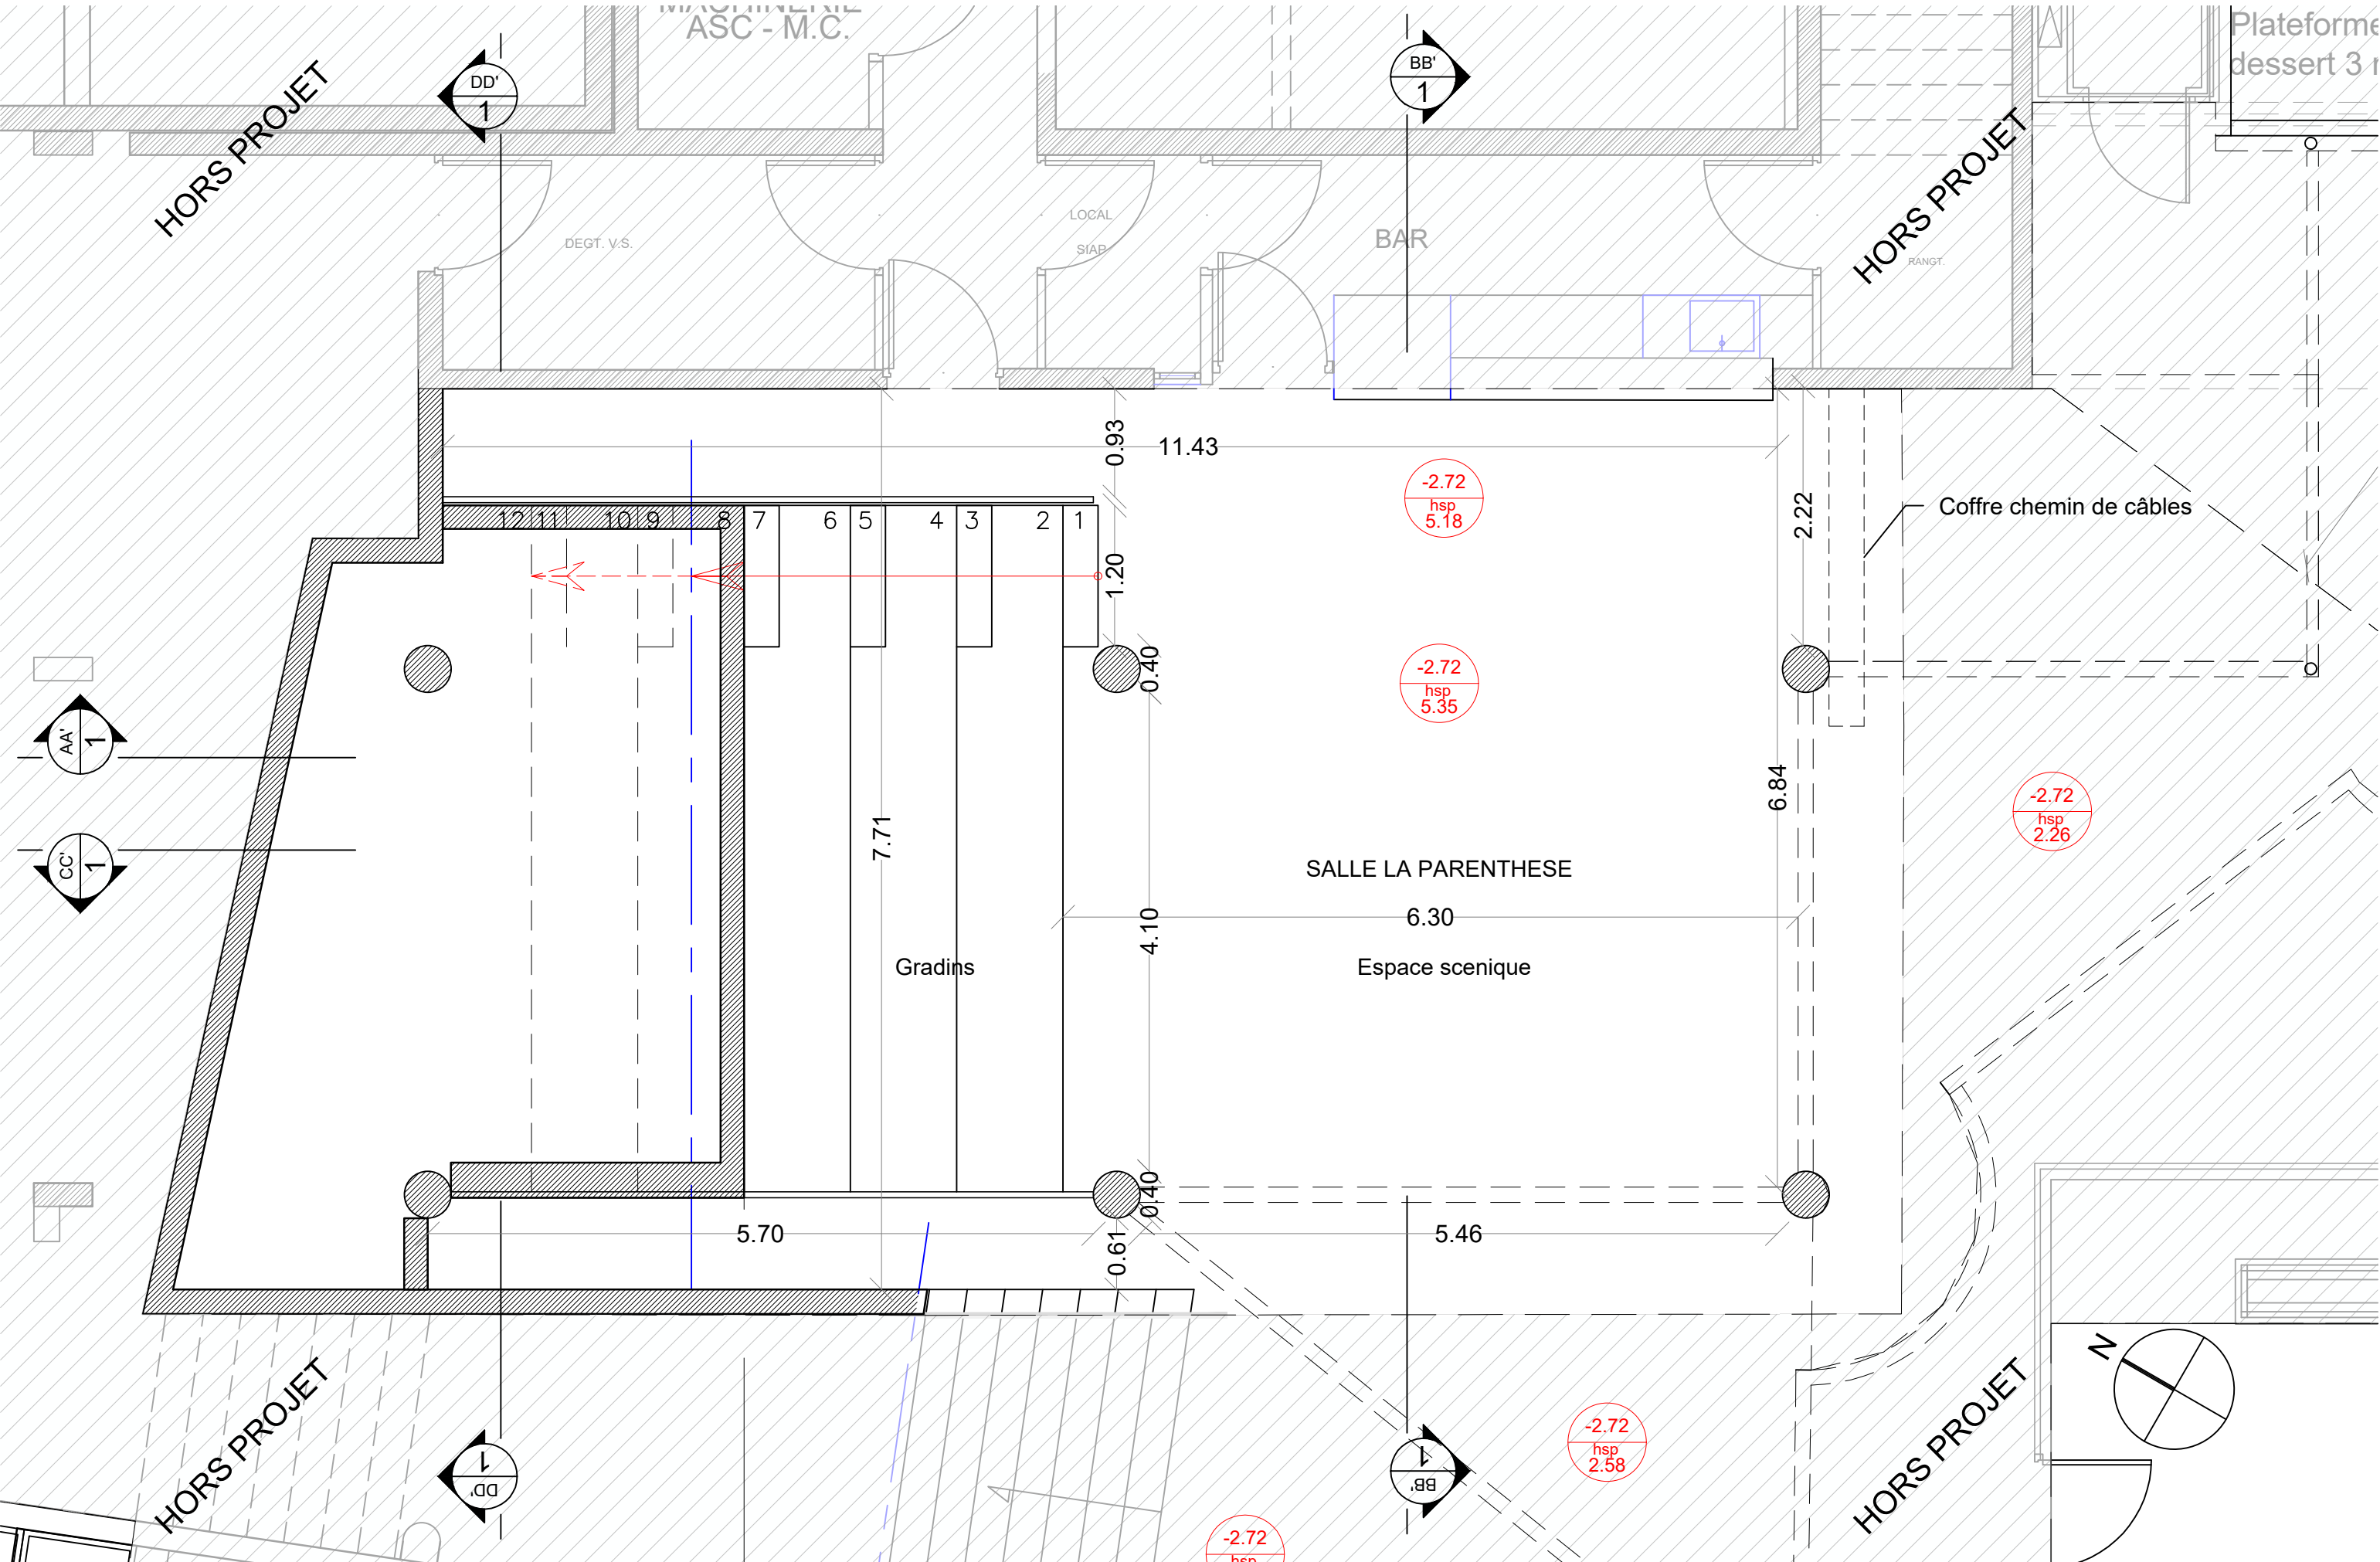 MACHINERIE
ASC - M.C.
Plateforme
dessert 3
HORS PROJET
DD'
1
BB'
1
HORS PROJET
DEGT. V.S.
LOCAL
SIAP
BAR
RANGT.
0.93
11.43
-2.72
hsp
5.18
2.22
Coffre chemin de câbles
12
11
10
9
8
7
6
5
4
3
2
1
1.20
0.40
-2.72
hsp
5.35
AA'
1
CC'
1
7.71
6.84
-2.72
hsp
2.26
SALLE LA PARENTHESE
6.30
4.10
Gradins
Espace scenique
0.40
5.70
0.61
5.46
HORS PROJET
DD'
1
BB'
1
-2.72
hsp
2.58
-2.72
hsp
HORS PROJET
N